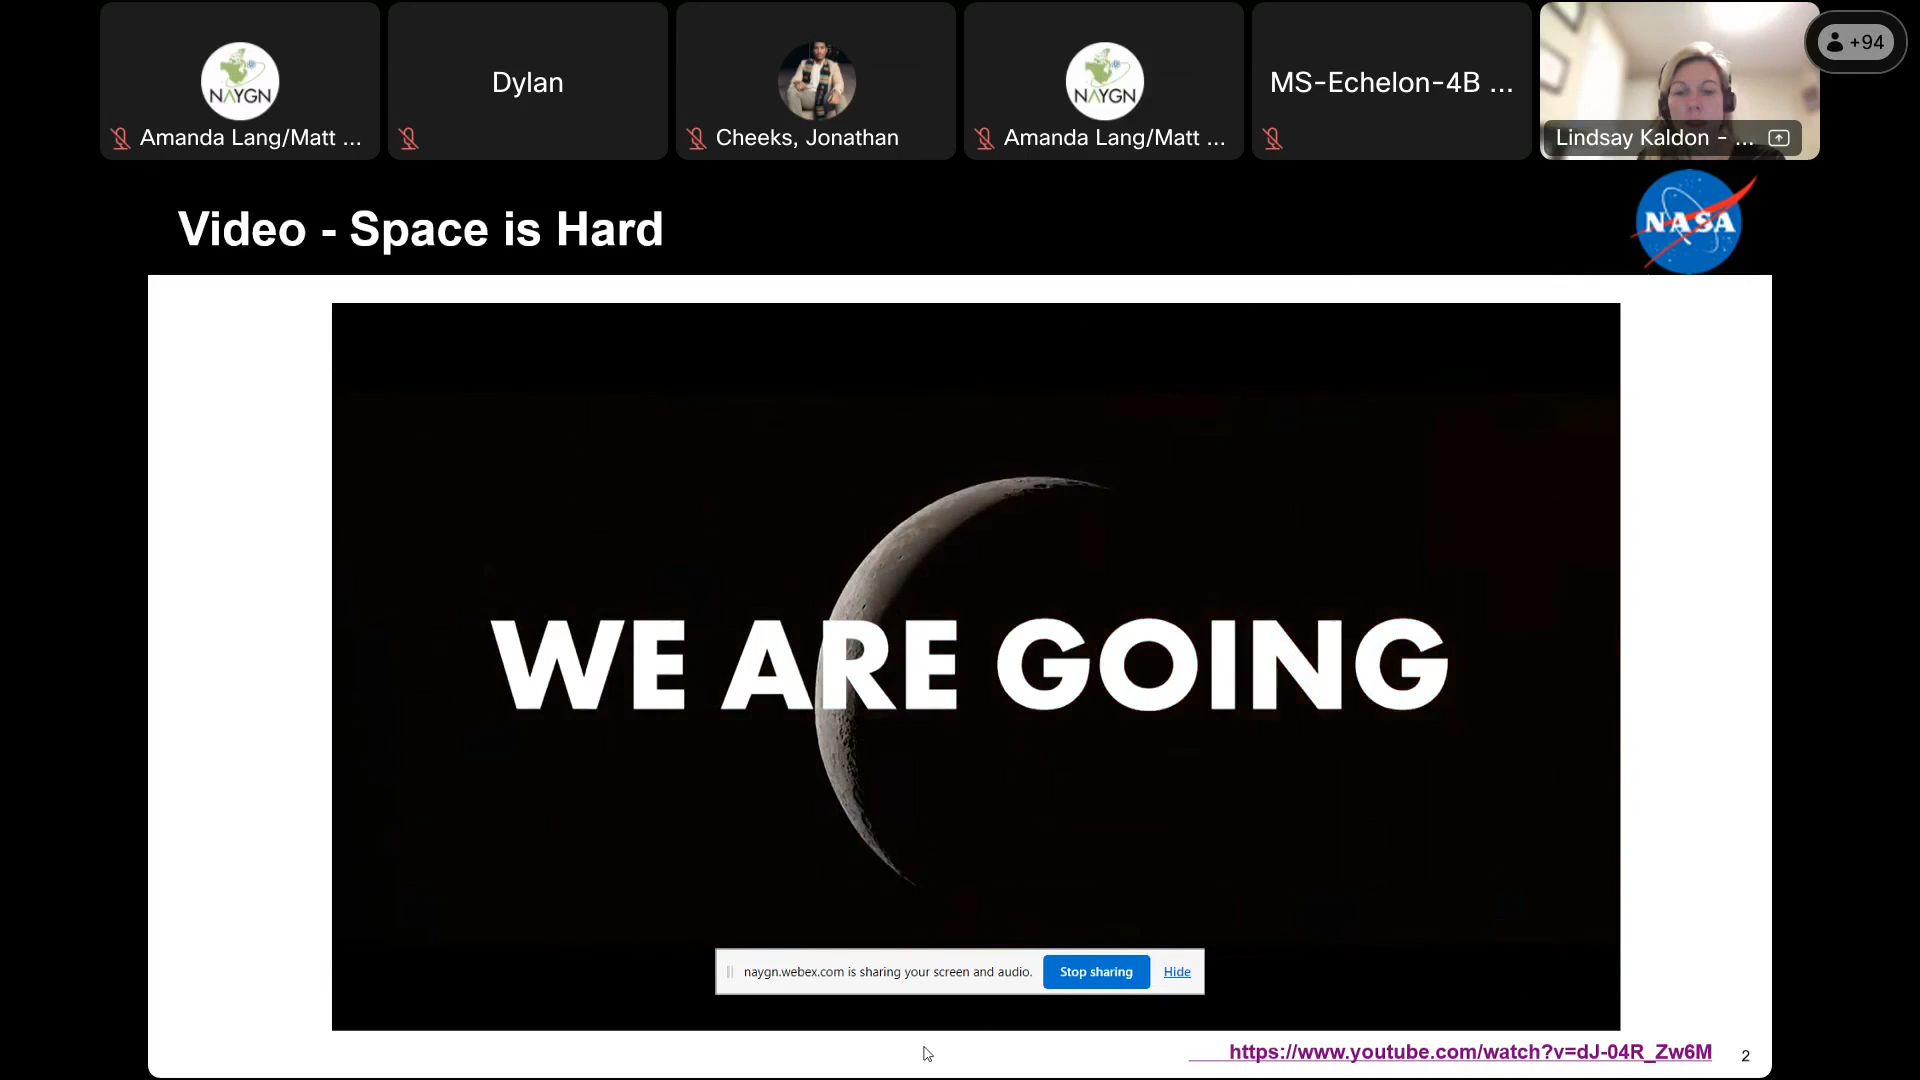 +94
NAYGN
Amanda Lang/Matt ...
Dylan
Cheeks, Jonathan
NAYGN
Amanda Lang/Matt ...
MS-Echelon-4B ...
Lindsay Kaldon - ...
Video - Space is Hard
NASA
WE ARE GOING
naygn.webex.com is sharing your screen and audio.
Stop sharing
Hide
https://www.youtube.com/watch?v=dJ-04R_Zw6M
2